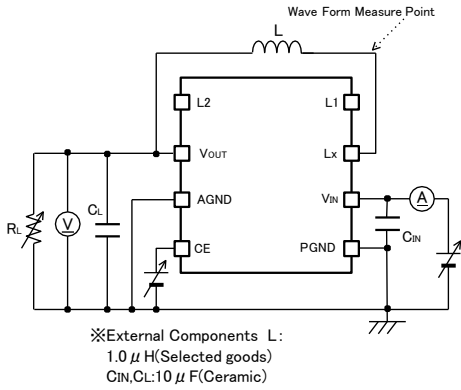 Wave Form Measure Point
L
L2
L1
VOUT
Lx
AGND
VIN
A
RL
V
CL
CE
PGND
CIN
※External Components L:
1.0μH(Selected goods)
CIN,CL:10μF(Ceramic)